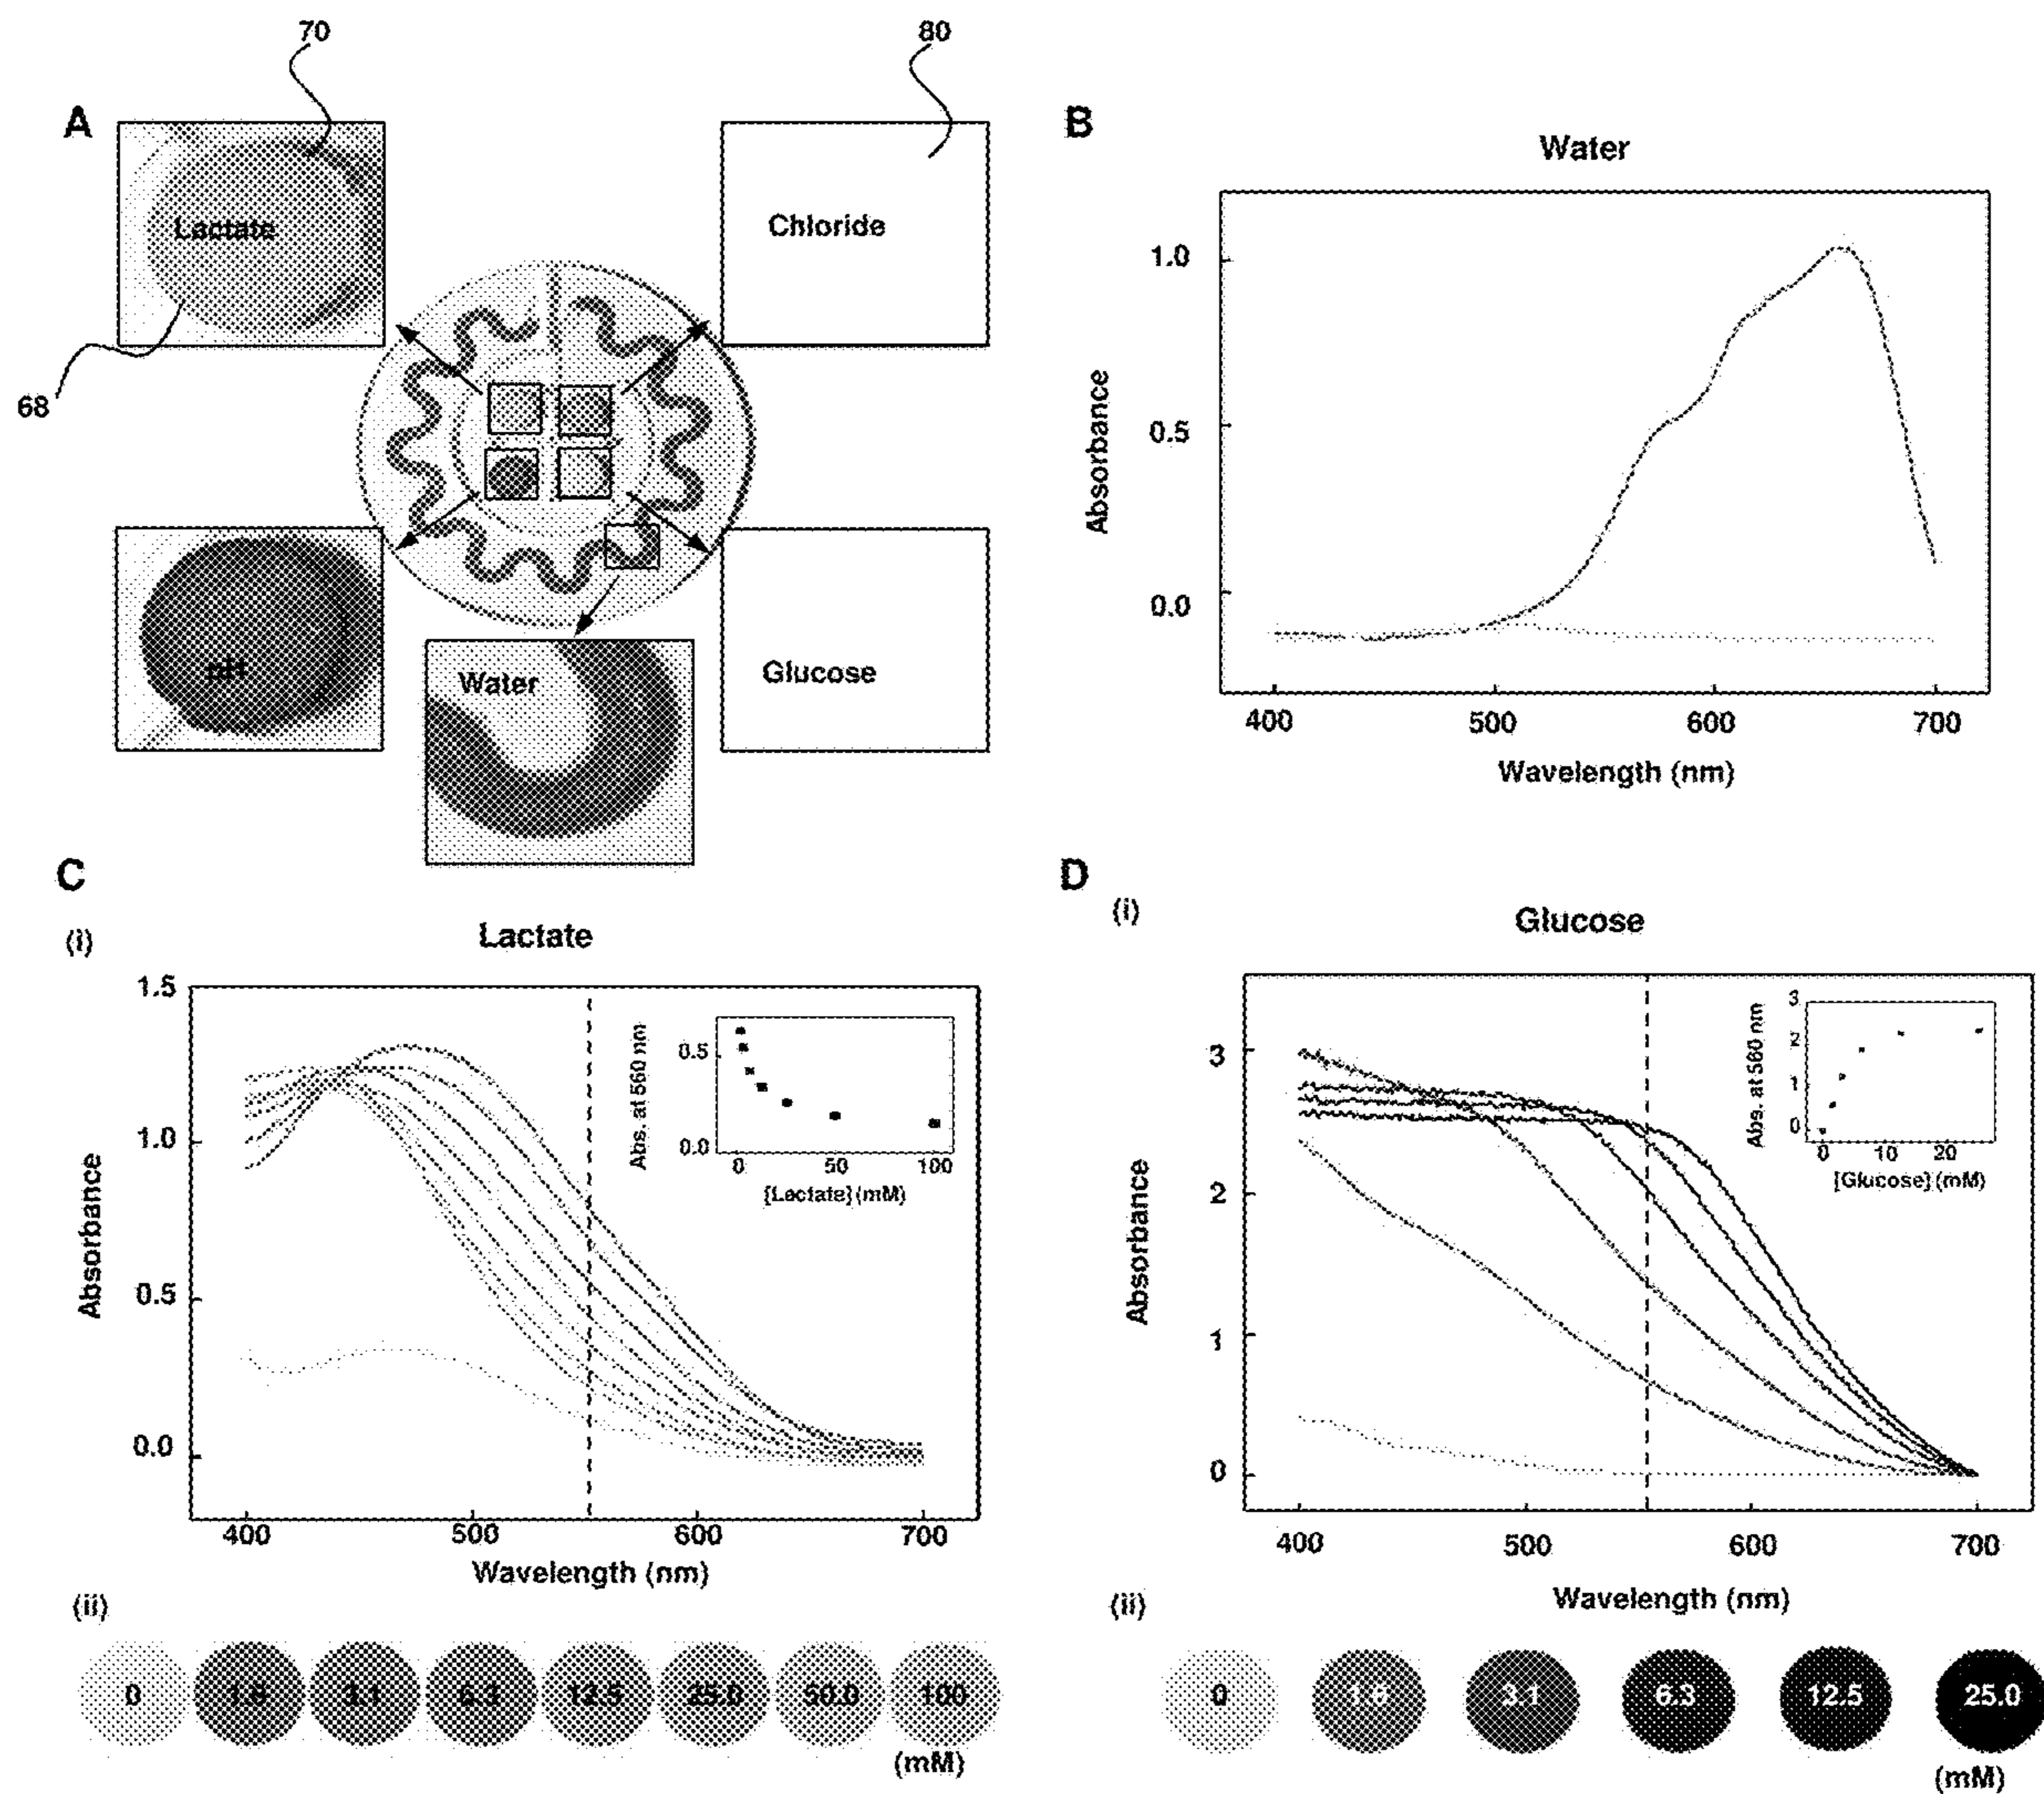 70
80
A
Lactate
Chloride
68
pH
Water
Glucose
B
Water
Absorbance
1.0
0.5
0.0
400 500 600 700
Wavelength (nm)
C
(i)
Lactate
Absorbance
1.5
1.0
0.5
0.0
400 500 600 700
Wavelength (nm)
Abs. at 560 nm
0.5
0.0
0 50 100
[Lactate] (mM)
(ii)
0 1.6 3.1 6.3 12.5 25.0 50.0 100
(mM)
D
(i)
Glucose
Absorbance
3
2
1
0
400 500 600 700
Wavelength (nm)
Abs. at 560 nm
3
2
1
0
0 10 20
[Glucose] (mM)
(ii)
0 1.6 3.1 6.3 12.5 25.0
(mM)